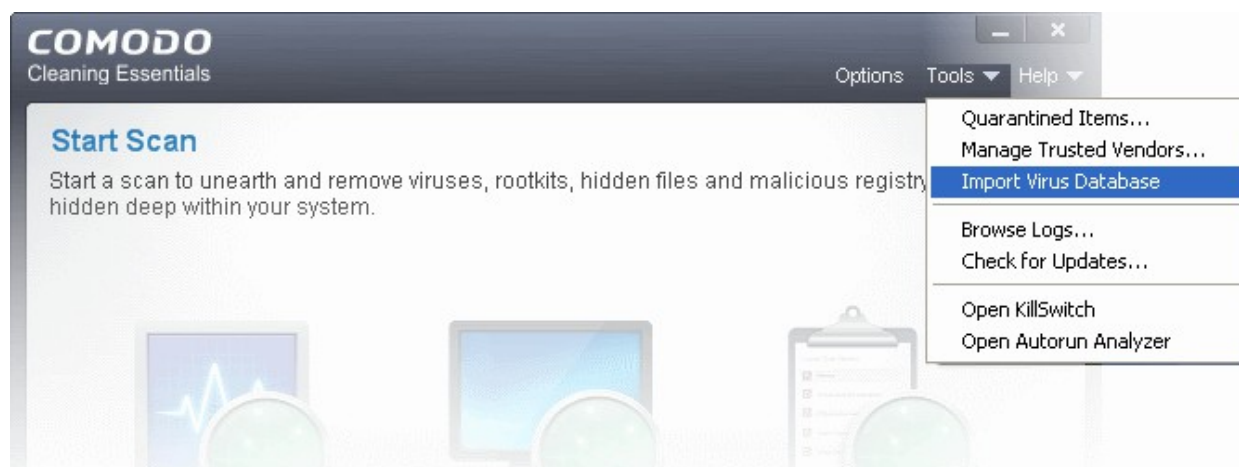 COMODO
Cleaning Essentials
Options Tools Help
Start Scan
Start a scan to unearth and remove viruses, rootkits, hidden files and malicious registry
hidden deep within your system.
Quarantined Items...
Manage Trusted Vendors...
Import Virus Database
Browse Logs...
Check for Updates...
Open KillSwitch
Open Autorun Analyzer